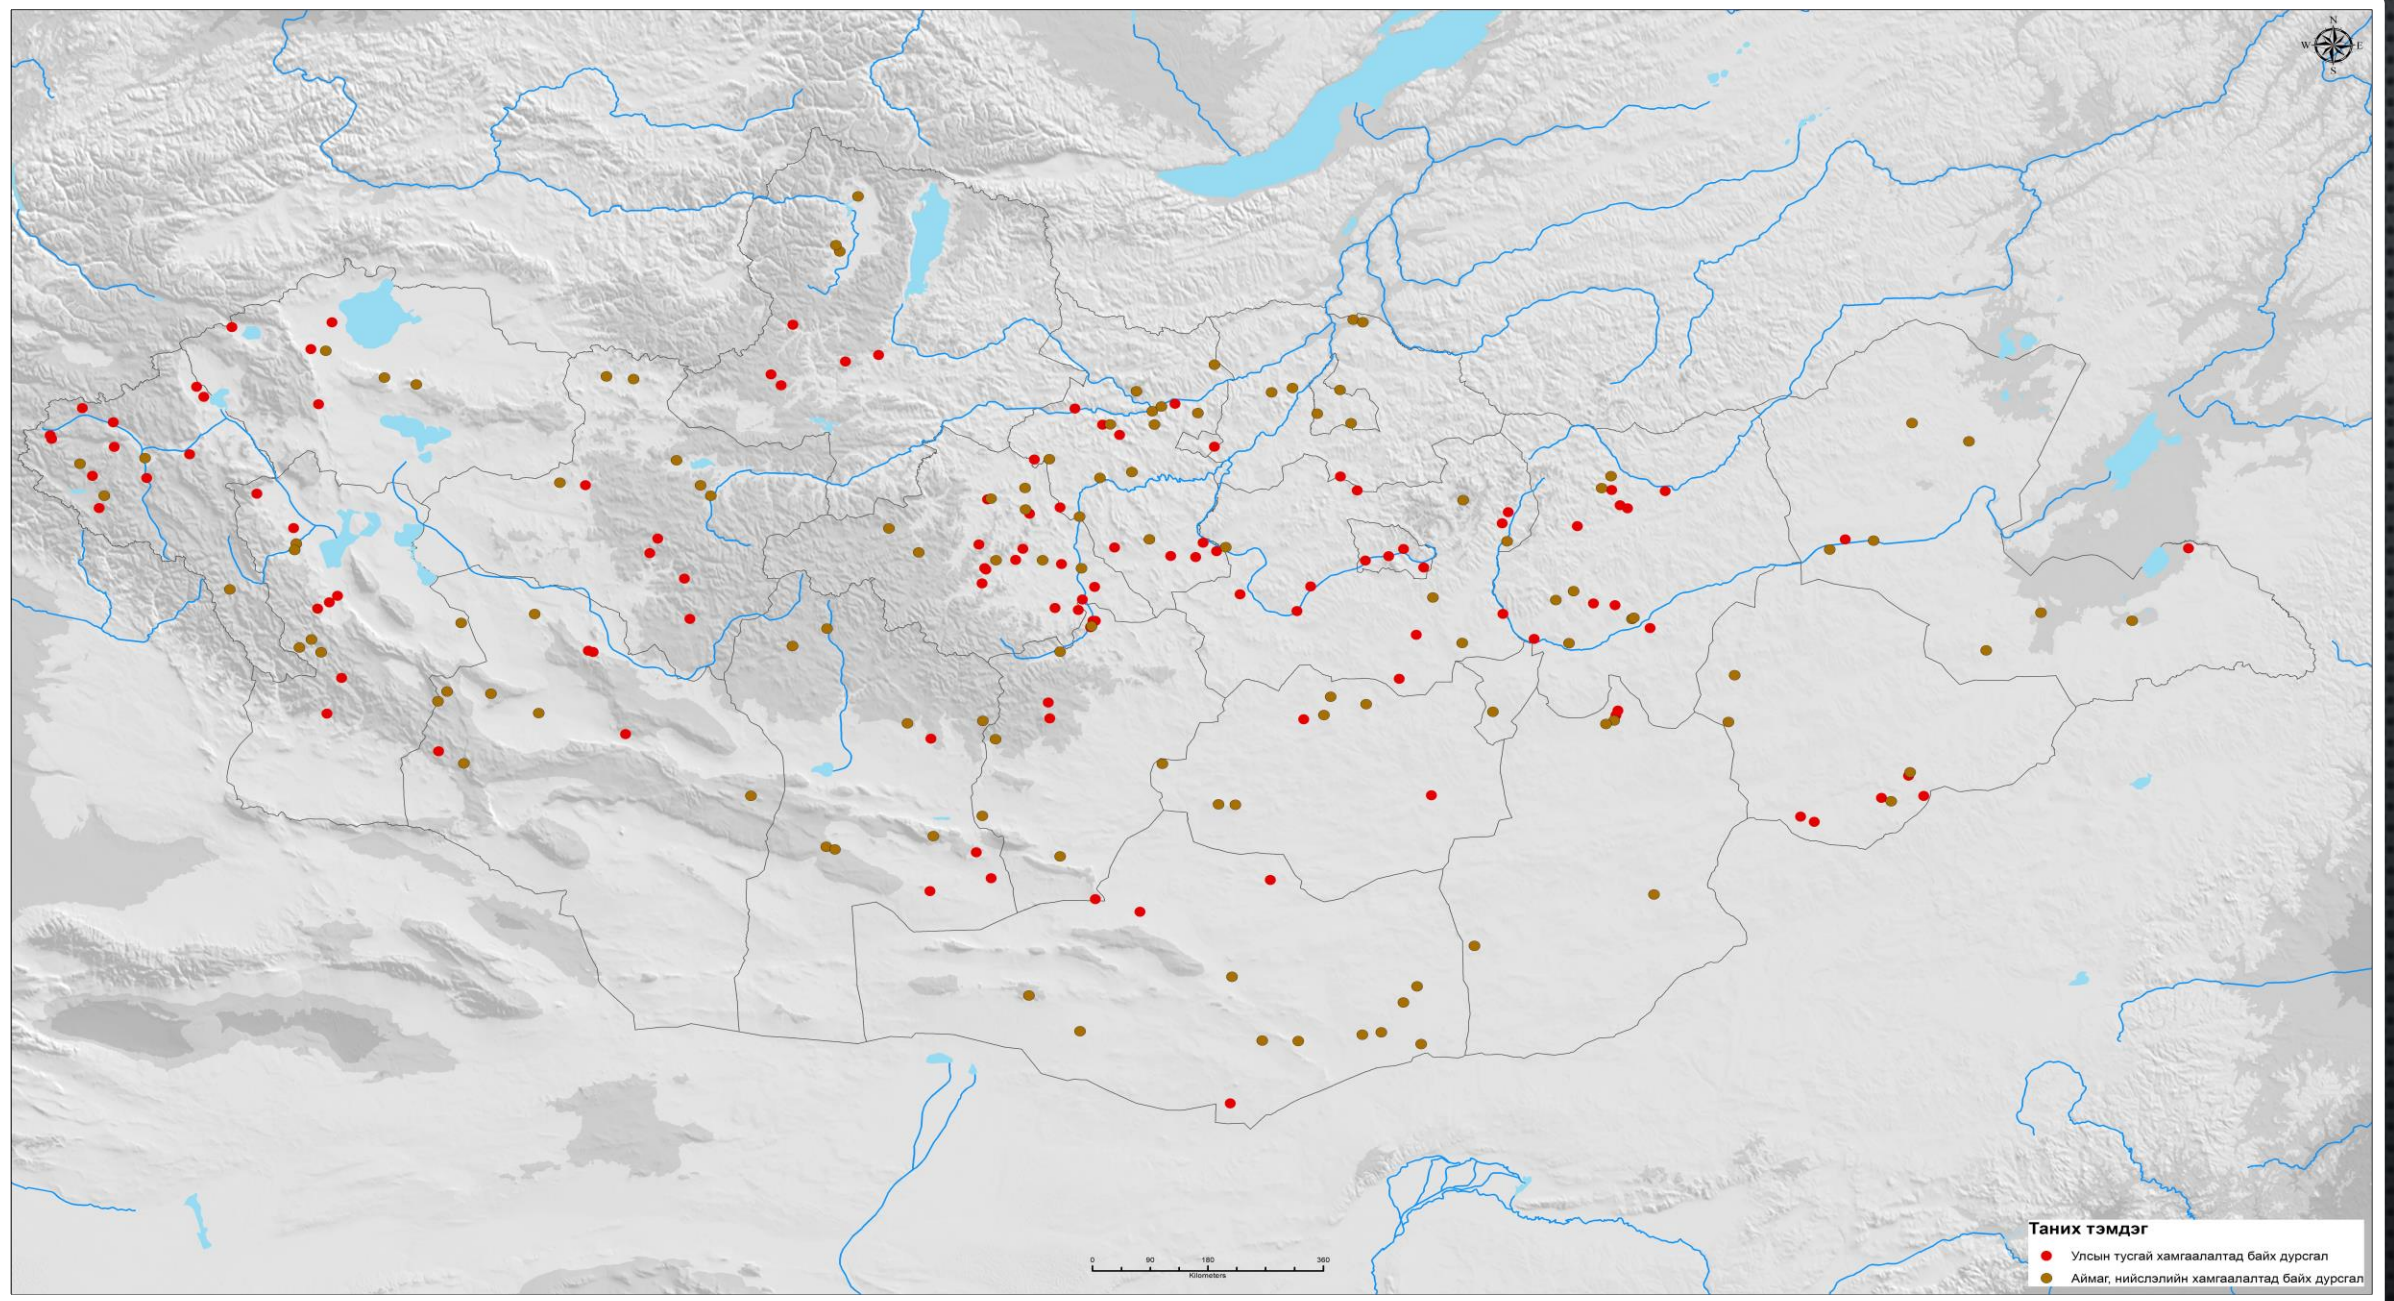 N
W E
S
0 90 180 360
Kilometers
Таних тэмдэг
Улсын тусгай хамгаалалтад байх дурсгал
Аймаг, нийслэлийн хамгаалалтад байх дурсгал